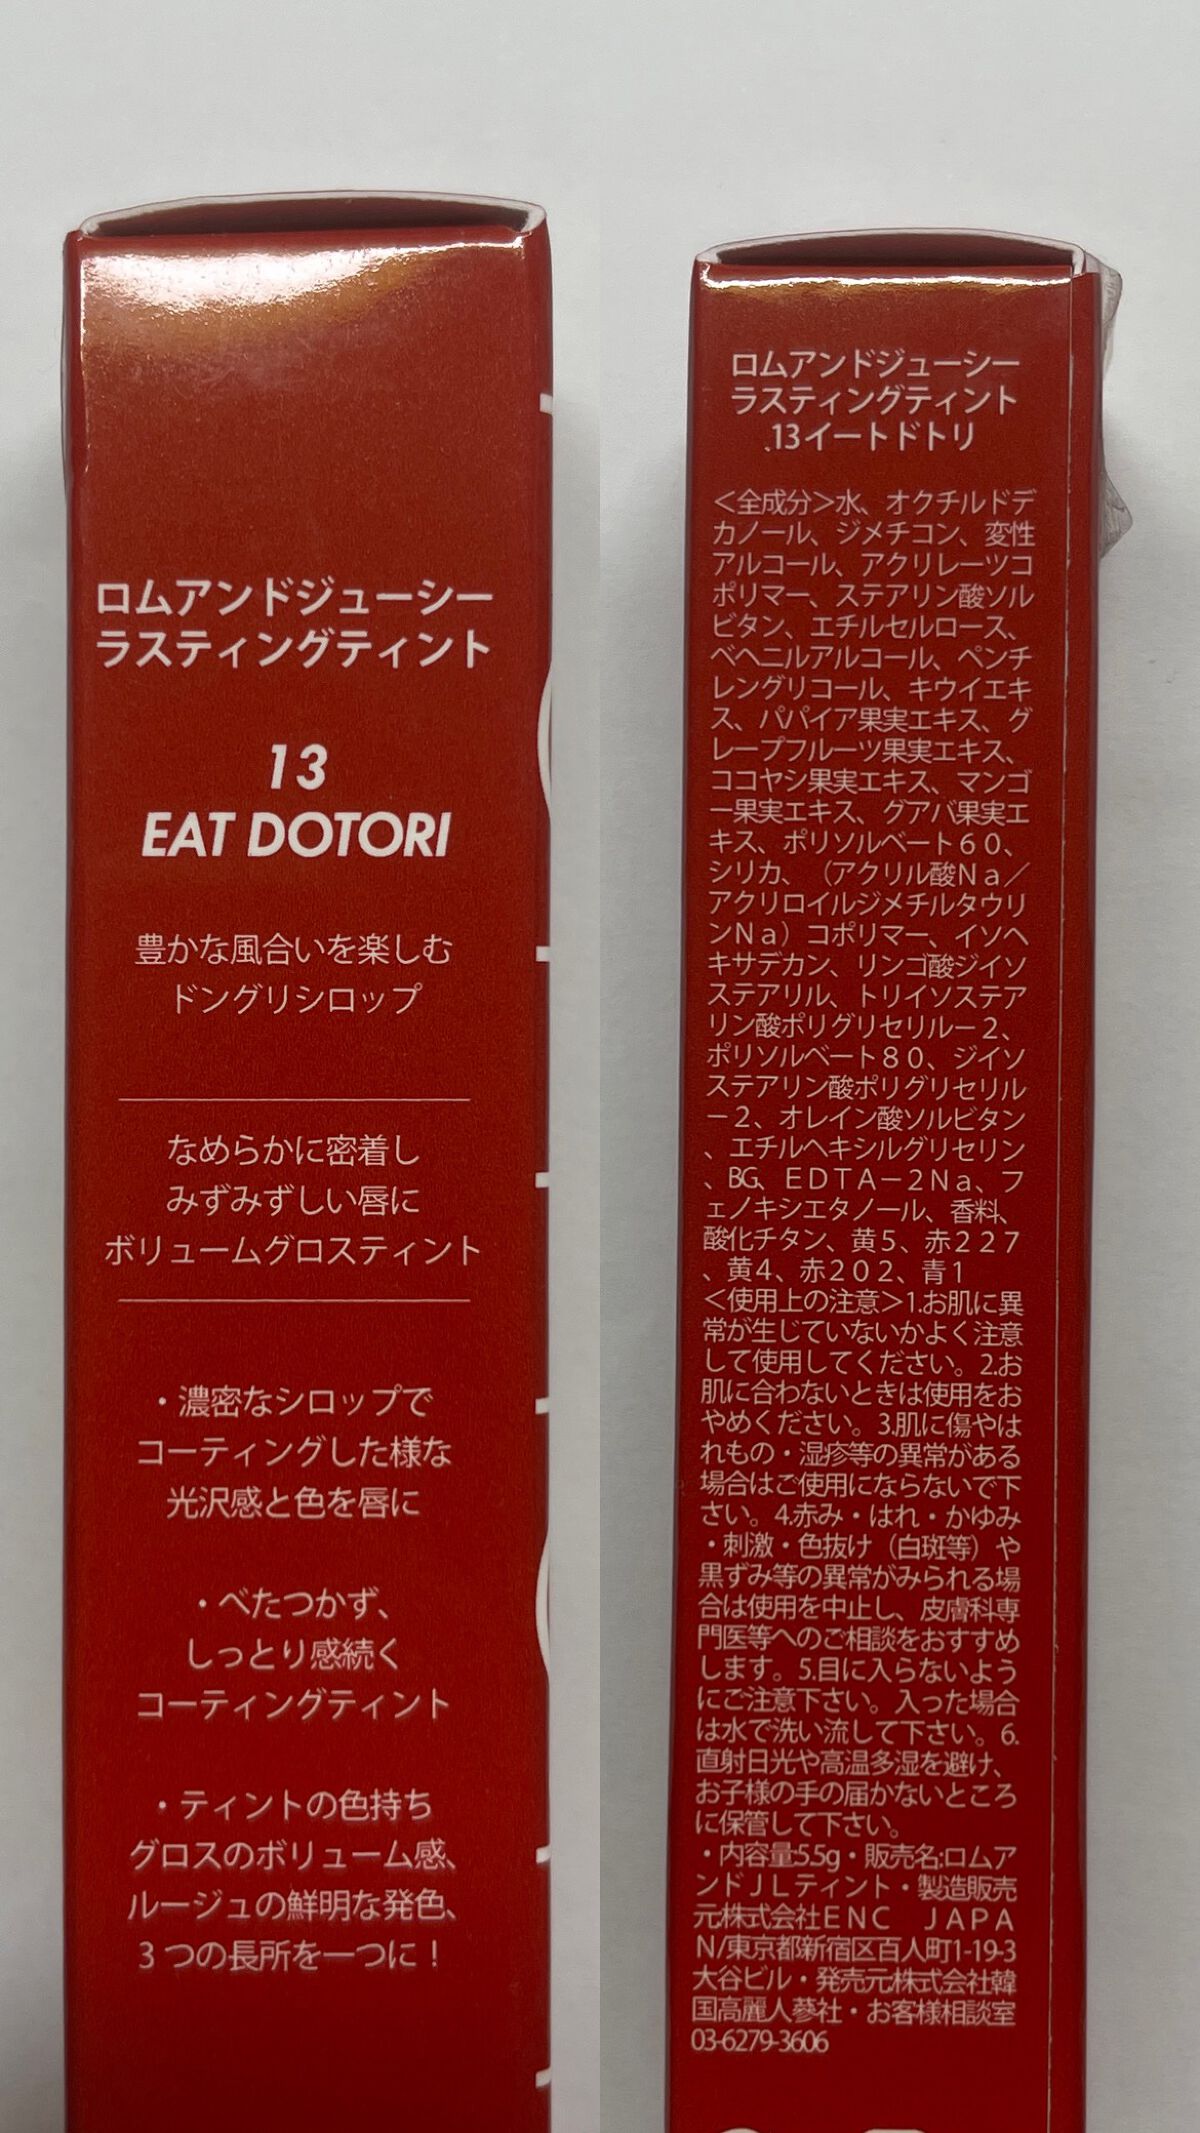 ロムアンドジューシー
ラスティングティント
13
EAT DOTORI
豊かな風合いを楽しむ
ドングリシロップ
なめらかに密着し
みずみずしい唇に
ボリュームグロスティント
・濃密なシロップで
コーティングした様な
光沢感と色を唇に
・べたつかず、
しっとり感続く
コーティングティント
・ティントの色持ち
グロスのボリューム感、
ルージュの鮮明な発色、
3つの長所を一つに！
ロムアンドジューシー
ラスティングティント
.13イートドトリ
＜全成分＞水、オクチルドデ
カノール、ジメチコン、変性
アルコール、アクリレーツコ
ポリマー、ステアリン酸ソル
ビタン、エチルセルロース、
ベヘニルアルコール、ペンチ
レングリコール、キウイエキ
ス、パパイア果実エキス、グ
レープフルーツ果実エキス、
ココヤシ果実エキス、マンゴ
ー果実エキス、グアバ果実エ
キス、ポリソルベート６０、
シリカ、（アクリル酸Ｎａ／
アクリロイルジメチルタウリ
ンＮａ）コポリマー、イソヘ
キサデカン、リンゴ酸ジイソ
ステアリル、トリイソステア
リン酸ポリグリセリル－２、
ポリソルベート８０、ジイソ
ステアリン酸ポリグリセリル
－２、オレイン酸ソルビタン
、エチルヘキシルグリセリン
、BG、ＥＤＴＡ－２Ｎａ、フ
ェノキシエタノール、香料、
酸化チタン、黄５、赤２２７
、黄４、赤２０２、青１
＜使用上の注意＞1.お肌に異
常が生じていないかよく注意
して使用してください。2.お
肌に合わないときは使用をお
やめください。3.肌に傷やは
れもの・湿疹等の異常がある
場合はご使用にならないで下
さい。4.赤み・はれ・かゆみ
・刺激・色抜け（白斑等）や
黒ずみ等の異常がみられる場
合は使用を中止し、皮膚科専
門医等へのご相談をおすすめ
します。5.目に入らないよう
にご注意下さい。入った場合
は水で洗い流して下さい。6.
直射日光や高温多湿を避け、
お子様の手の届かないところ
に保管して下さい。
・内容量5.5g・販売名:ロムア
ンドＪＬティント・製造販売
元株式会社ＥＮＣ　ＪＡＰＡ
Ｎ/東京都新宿区百人町1-19-3
大谷ビル・発売元:株式会社韓
国高麗人蔘社・お客様相談室
03-6279-3606